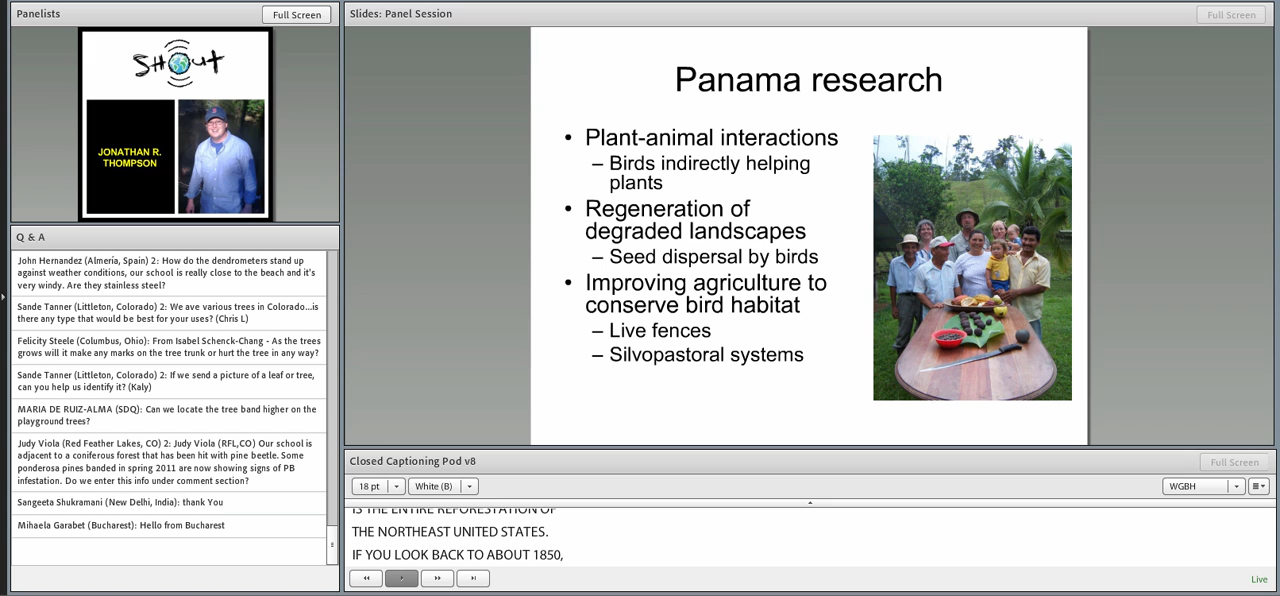 Panelists
Full Screen
SHOUT
JONATHAN R.
THOMPSON
Q & A
John Hernandez (Almería, Spain) 2: How do the dendrometers stand up
against weather conditions, our school is really close to the beach and it's
very windy. Are they stainless steel?
Sande Tanner (Littleton, Colorado) 2: We ave various trees in Colorado...is
there any type that would be best for your uses? (Chris L)
Felicity Steele (Columbus, Ohio): From Isabel Schenck-Chang - As the trees
grows will it make any marks on the tree trunk or hurt the tree in any way?
Sande Tanner (Littleton, Colorado) 2: If we send a picture of a leaf or tree,
can you help us identify it? (Kaly)
MARIA DE RUIZ-ALMA (SDQ): Can we locate the tree band higher on the
playground trees?
Judy Viola (Red Feather Lakes, CO) 2: Judy Viola (RFL,CO) Our school is
adjacent to a coniferous forest that has been hit with pine beetle. Some
ponderosa pines banded in spring 2011 are now showing signs of PB
infestation. Do we enter this info under comment section?
Sangeeta Shukramani (New Delhi, India): thank You
Mihaela Garabet (Bucharest): Hello from Bucharest
Slides: Panel Session
Full Screen
Panama research
• Plant-animal interactions
– Birds indirectly helping
plants
• Regeneration of
degraded landscapes
– Seed dispersal by birds
• Improving agriculture to
conserve bird habitat
– Live fences
– Silvopastoral systems
Closed Captioning Pod v8
Full Screen
18 pt
White (B)
WGBH
IS THE ENTIRE REFORESTATION OF
THE NORTHEAST UNITED STATES.
IF YOU LOOK BACK TO ABOUT 1850,
Live